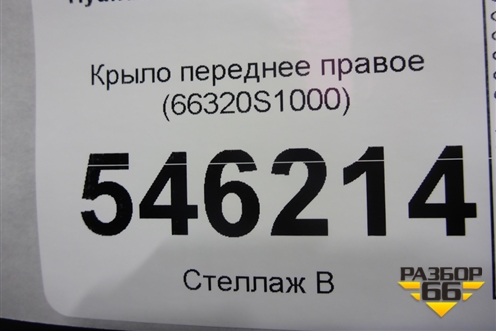 Крыло переднее правое
(66320S1000)
546214
Стеллаж В
РАЗБОР
66